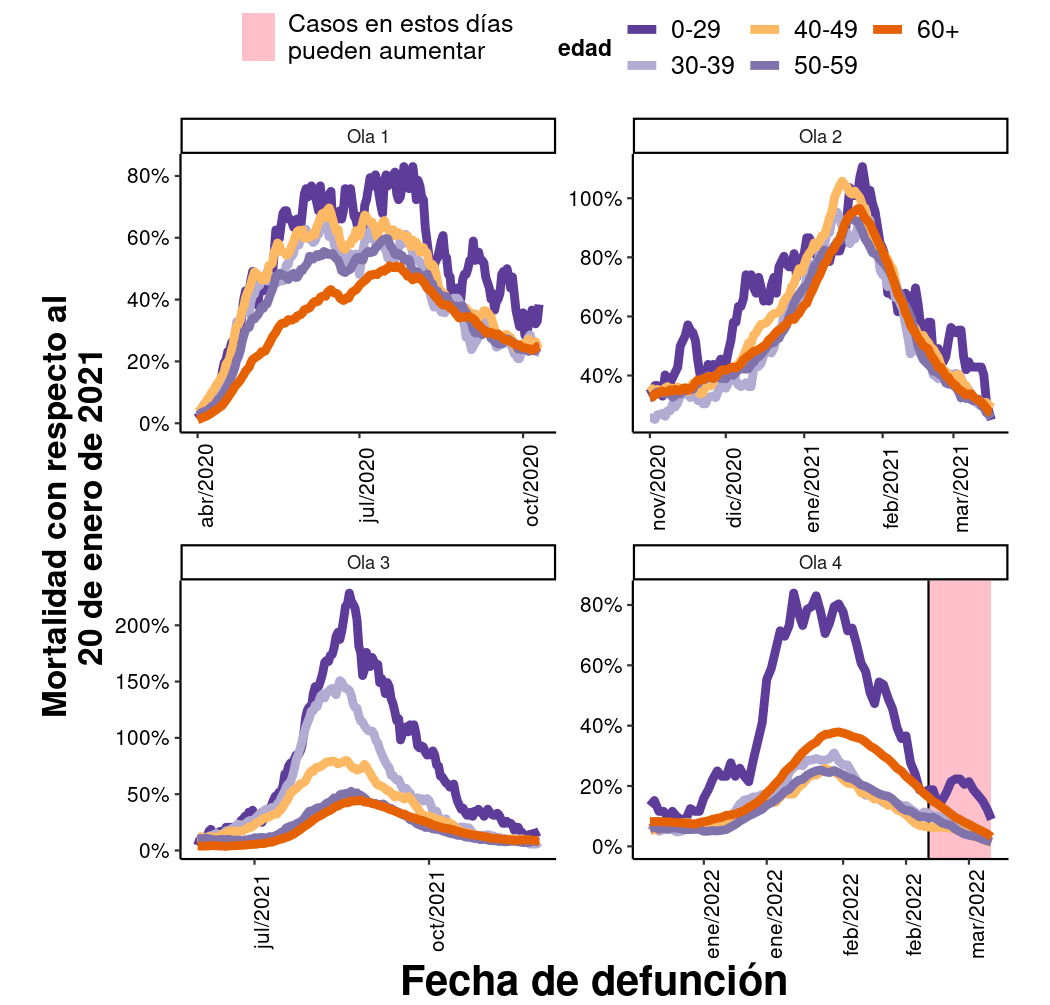 Casos en estos días
pueden aumentar
edad
0-29
40-49
60+
30-39
50-59
Ola 1
Ola 2
80%
60%
40%
20%
0%
100%
80%
60%
40%
abr/2020
jul/2020
oct/2020
nov/2020
dic/2020
ene/2021
feb/2021
mar/2021
Mortalidad con respecto al
20 de enero de 2021
Ola 3
Ola 4
200%
150%
100%
50%
0%
80%
60%
40%
20%
0%
jul/2021
oct/2021
ene/2022
ene/2022
feb/2022
feb/2022
mar/2022
Fecha de defunción